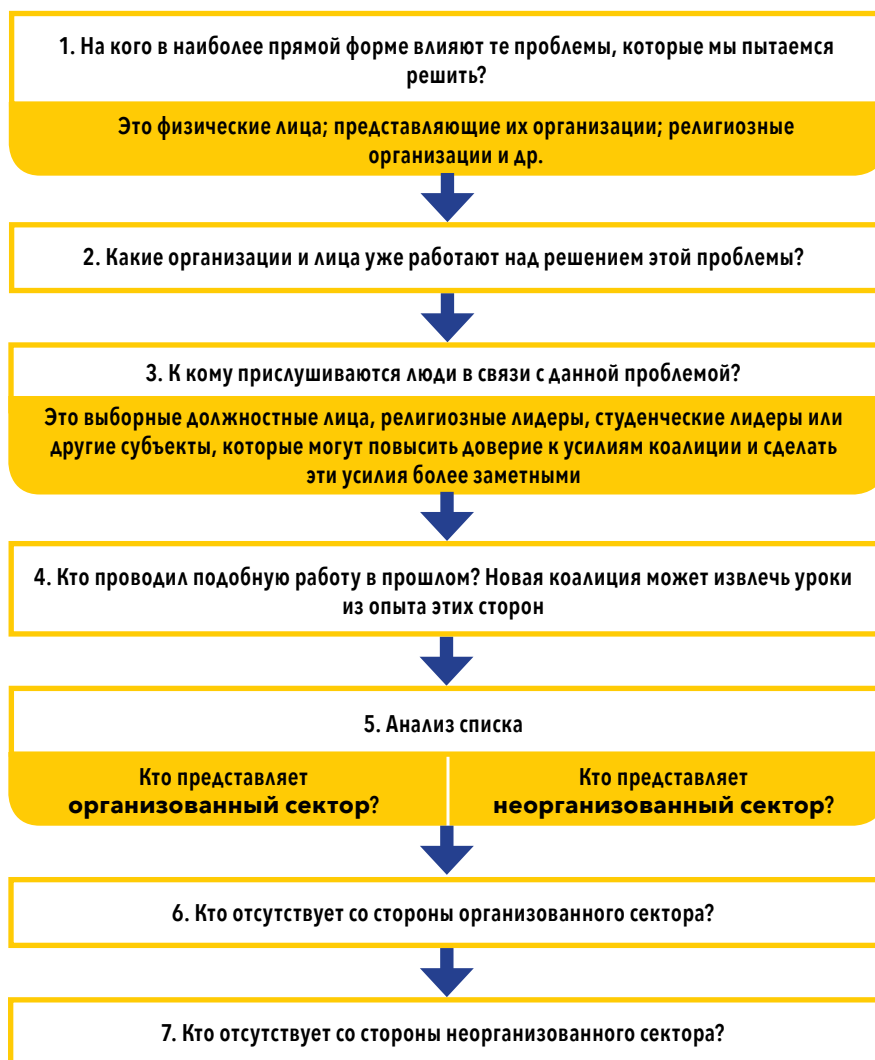 1. На кого в наиболее прямой форме влияют те проблемы, которые мы пытаемся
решить?
Это физические лица; представляющие их организации; религиозные
организации и др.
2. Какие организации и лица уже работают над решением этой проблемы?
3. К кому прислушиваются люди в связи с данной проблемой?
Это выборные должностные лица, религиозные лидеры, студенческие лидеры или
другие субъекты, которые могут повысить доверие к усилиям коалиции и сделать
эти усилия более заметными
4. Кто проводил подобную работу в прошлом? Новая коалиция может извлечь уроки
из опыта этих сторон
5. Анализ списка
Кто представляет
организованный сектор?
Кто представляет
неорганизованный сектор?
6. Кто отсутствует со стороны организованного сектора?
7. Кто отсутствует со стороны неорганизованного сектора?